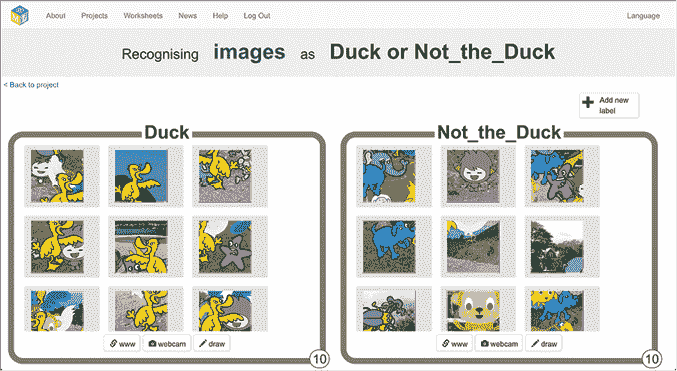 About Projects Worksheets News Help Log Out Language
Recognising images as Duck or Not_the_Duck
< Back to project
Add new
label
Duck Not_the_Duck
www webcam draw www webcam draw
10 10